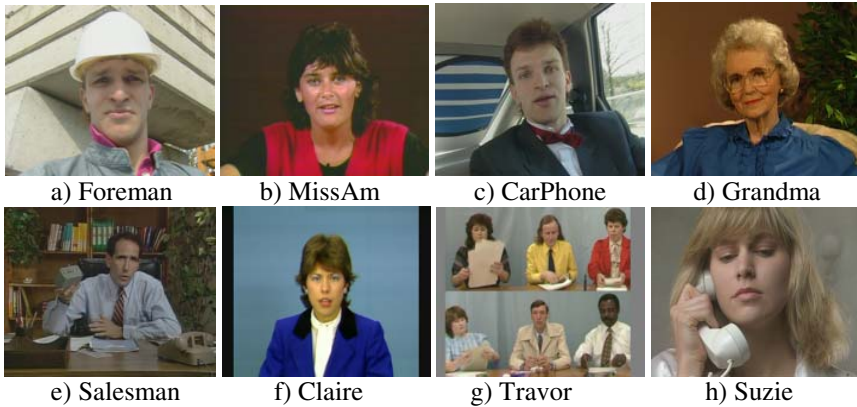 a) Foreman b) MissAm c) CarPhone d) Grandma
e) Salesman f) Claire g) Travor h) Suzie